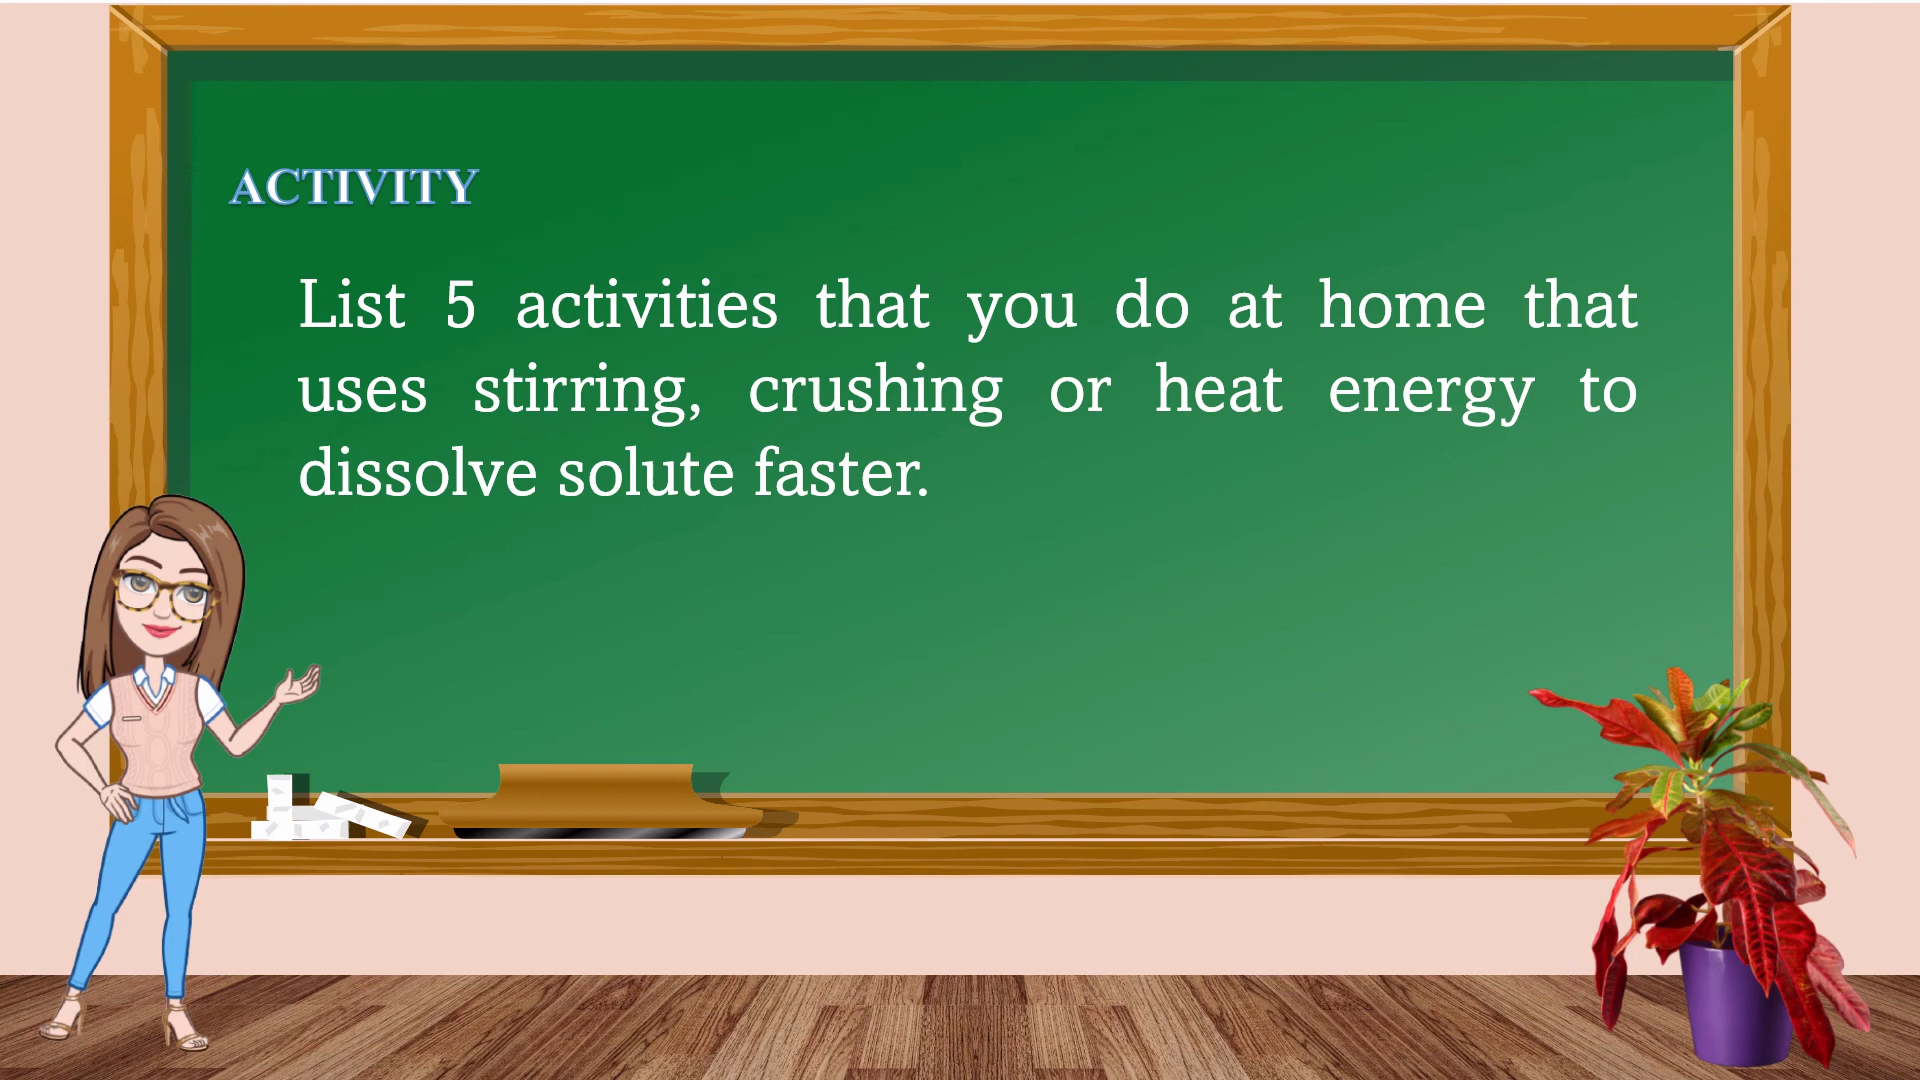 ACTIVITY
List 5 activities that you do at home that
uses stirring, crushing or heat energy to
dissolve solute faster.